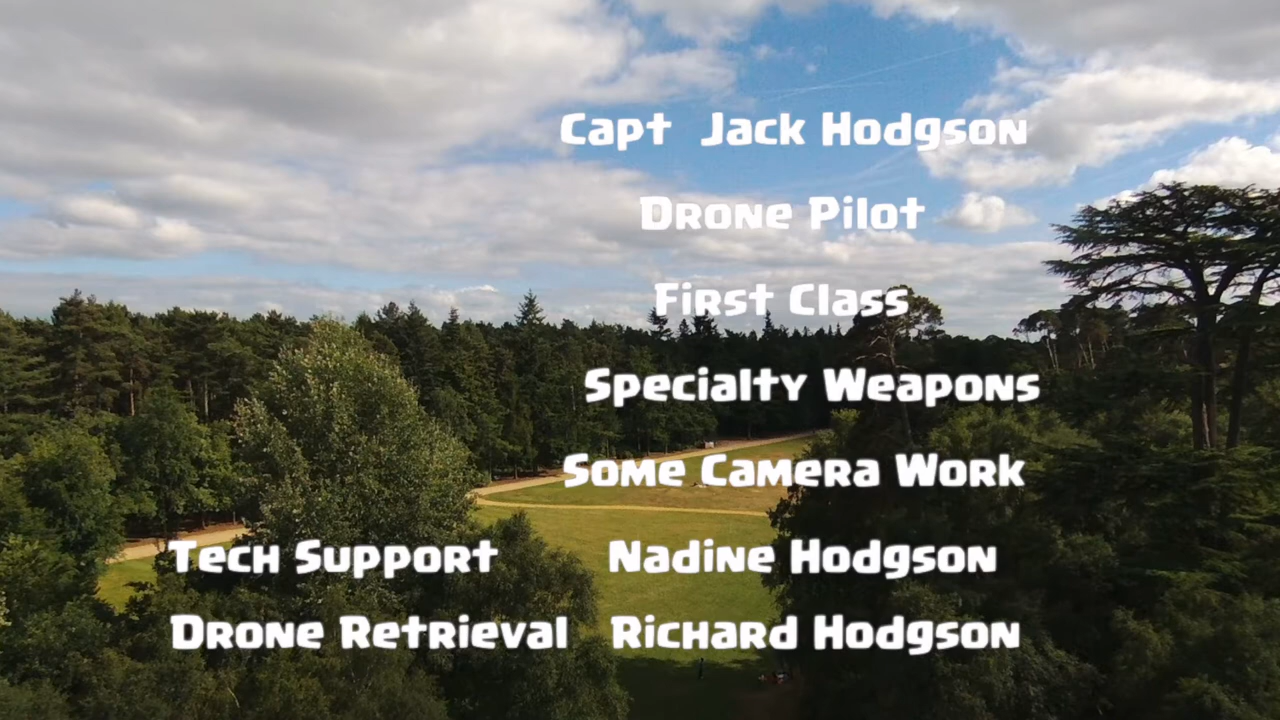 Capt Jack Hodgson
Drone Pilot
First Class
Specialty Weapons
Some Camera Work
Tech Support Nadine Hodgson
Drone Retrieval Richard Hodgson